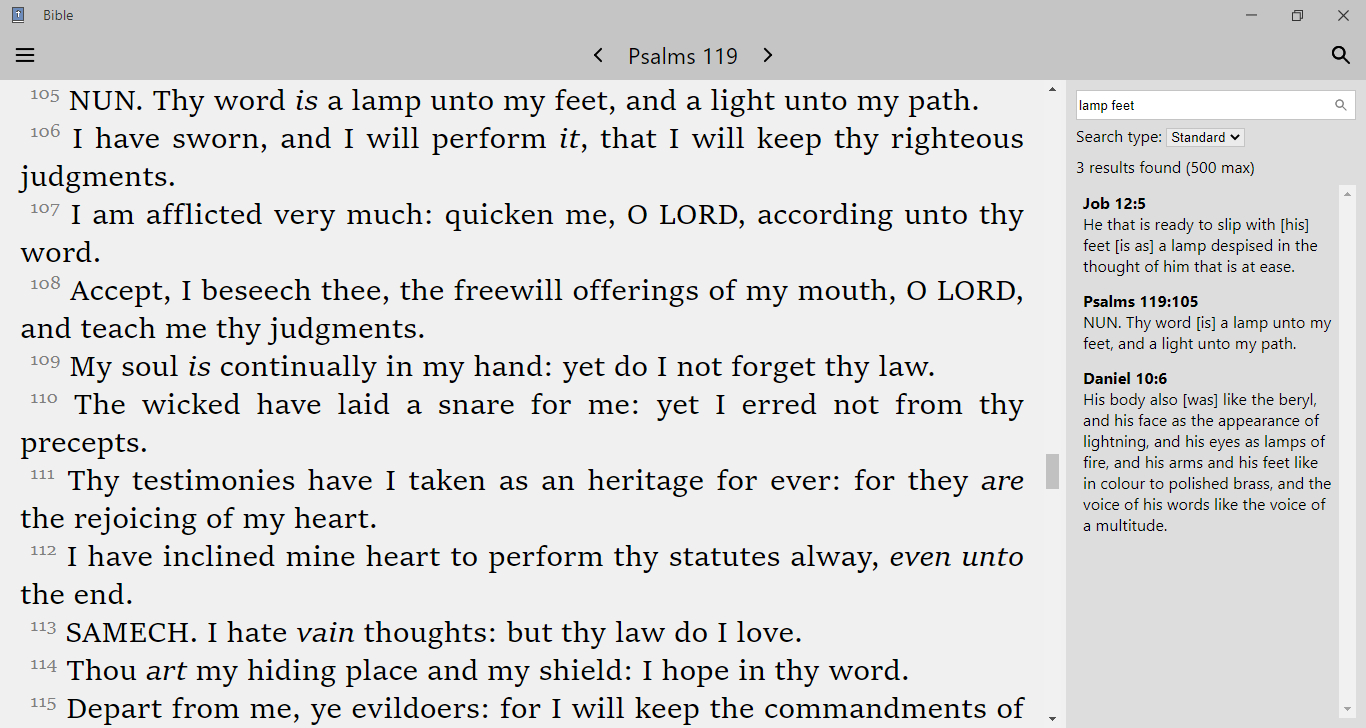 Bible
Psalms 119
105 NUN. Thy word is a lamp unto my feet, and a light unto my path.
106 I have sworn, and I will perform it, that I will keep thy righteous
judgments.
107 I am afflicted very much: quicken me, O LORD, according unto thy
word.
108 Accept, I beseech thee, the freewill offerings of my mouth, O LORD,
and teach me thy judgments.
109 My soul is continually in my hand: yet do I not forget thy law.
110 The wicked have laid a snare for me: yet I erred not from thy
precepts.
111 Thy testimonies have I taken as an heritage for ever: for they are
the rejoicing of my heart.
112 I have inclined mine heart to perform thy statutes alway, even unto
the end.
113 SAMECH. I hate vain thoughts: but thy law do I love.
114 Thou art my hiding place and my shield: I hope in thy word.
115 Depart from me, ye evildoers: for I will keep the commandments of
lamp feet
Search type: Standard
3 results found (500 max)
Job 12:5
He that is ready to slip with [his]
feet [is as] a lamp despised in the
thought of him that is at ease.
Psalms 119:105
NUN. Thy word [is] a lamp unto my
feet, and a light unto my path.
Daniel 10:6
His body also [was] like the beryl,
and his face as the appearance of
lightning, and his eyes as lamps of
fire, and his arms and his feet like
in colour to polished brass, and the
voice of his words like the voice of
a multitude.